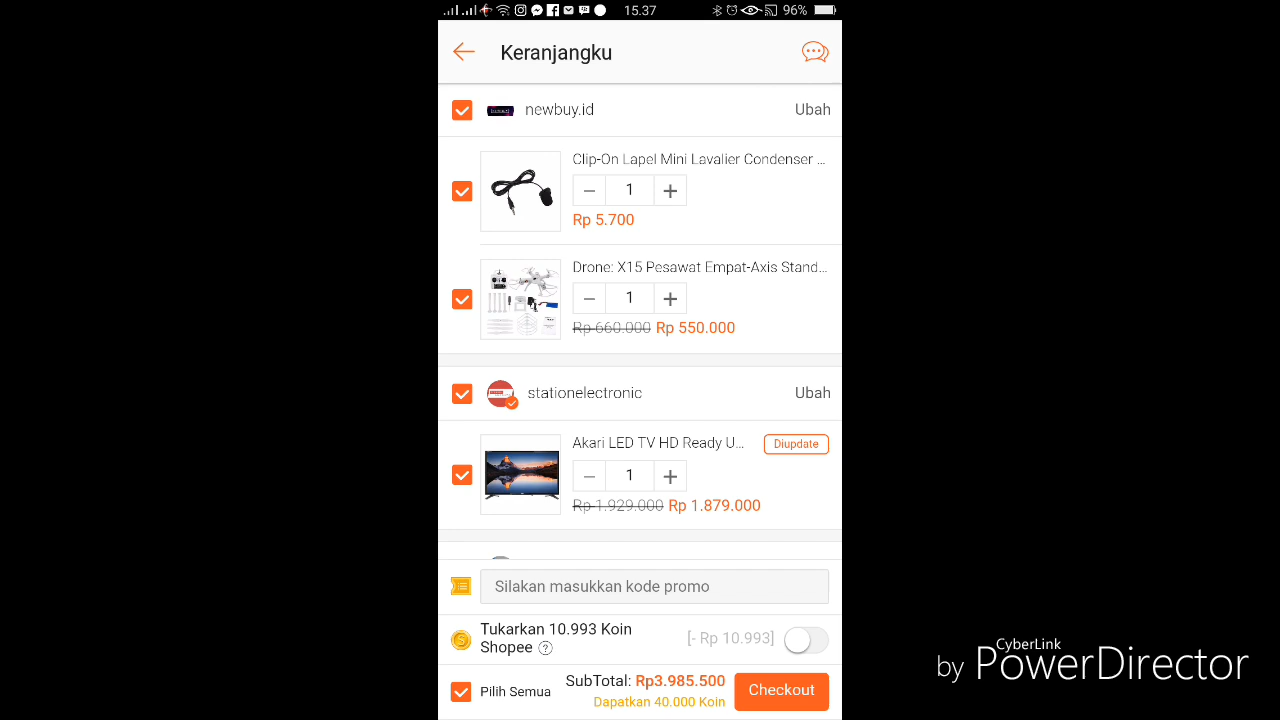 15.37
96%
Keranjangku
newbuy.id
Ubah
Clip-On Lapel Mini Lavalier Condenser ...
− 1 +
Rp 5.700
Drone: X15 Pesawat Empat-Axis Stand...
− 1 +
Rp 660.000 Rp 550.000
stationelectronic
Ubah
Akari LED TV HD Ready U...
Diupdate
− 1 +
Rp 1.929.000 Rp 1.879.000
Silakan masukkan kode promo
Tukarkan 10.993 Koin
Shopee ?
[- Rp 10.993]
Pilih Semua
SubTotal: Rp3.985.500
Dapatkan 40.000 Koin
Checkout
by CyberLink
PowerDirector